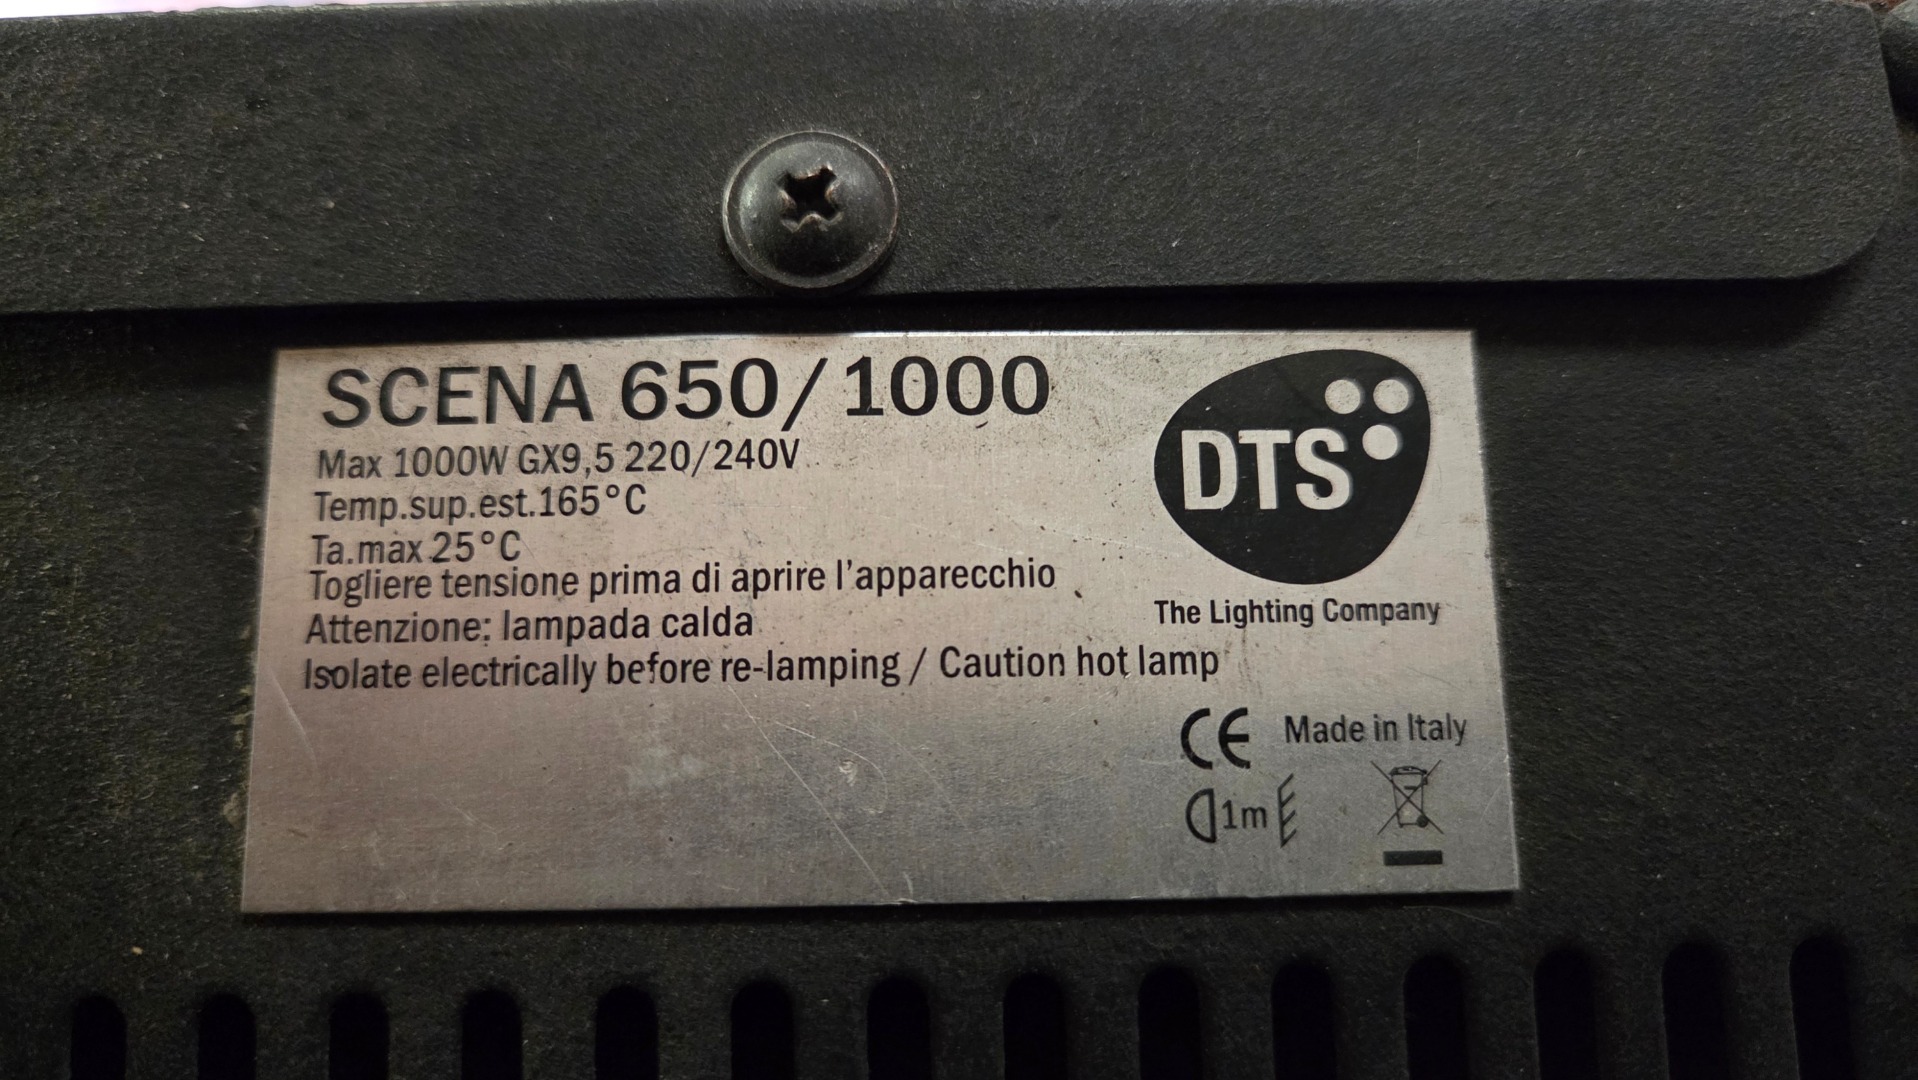 SCENA 650/1000
Max 1000W GX9,5 220/240V
Temp.sup.est.165°C
Ta.max 25°C
Togliere tensione prima di aprire l'apparecchio
Attenzione: lampada calda
Isolate electrically before re-lamping / Caution hot lamp
DTS
The Lighting Company
CE Made in Italy
1m